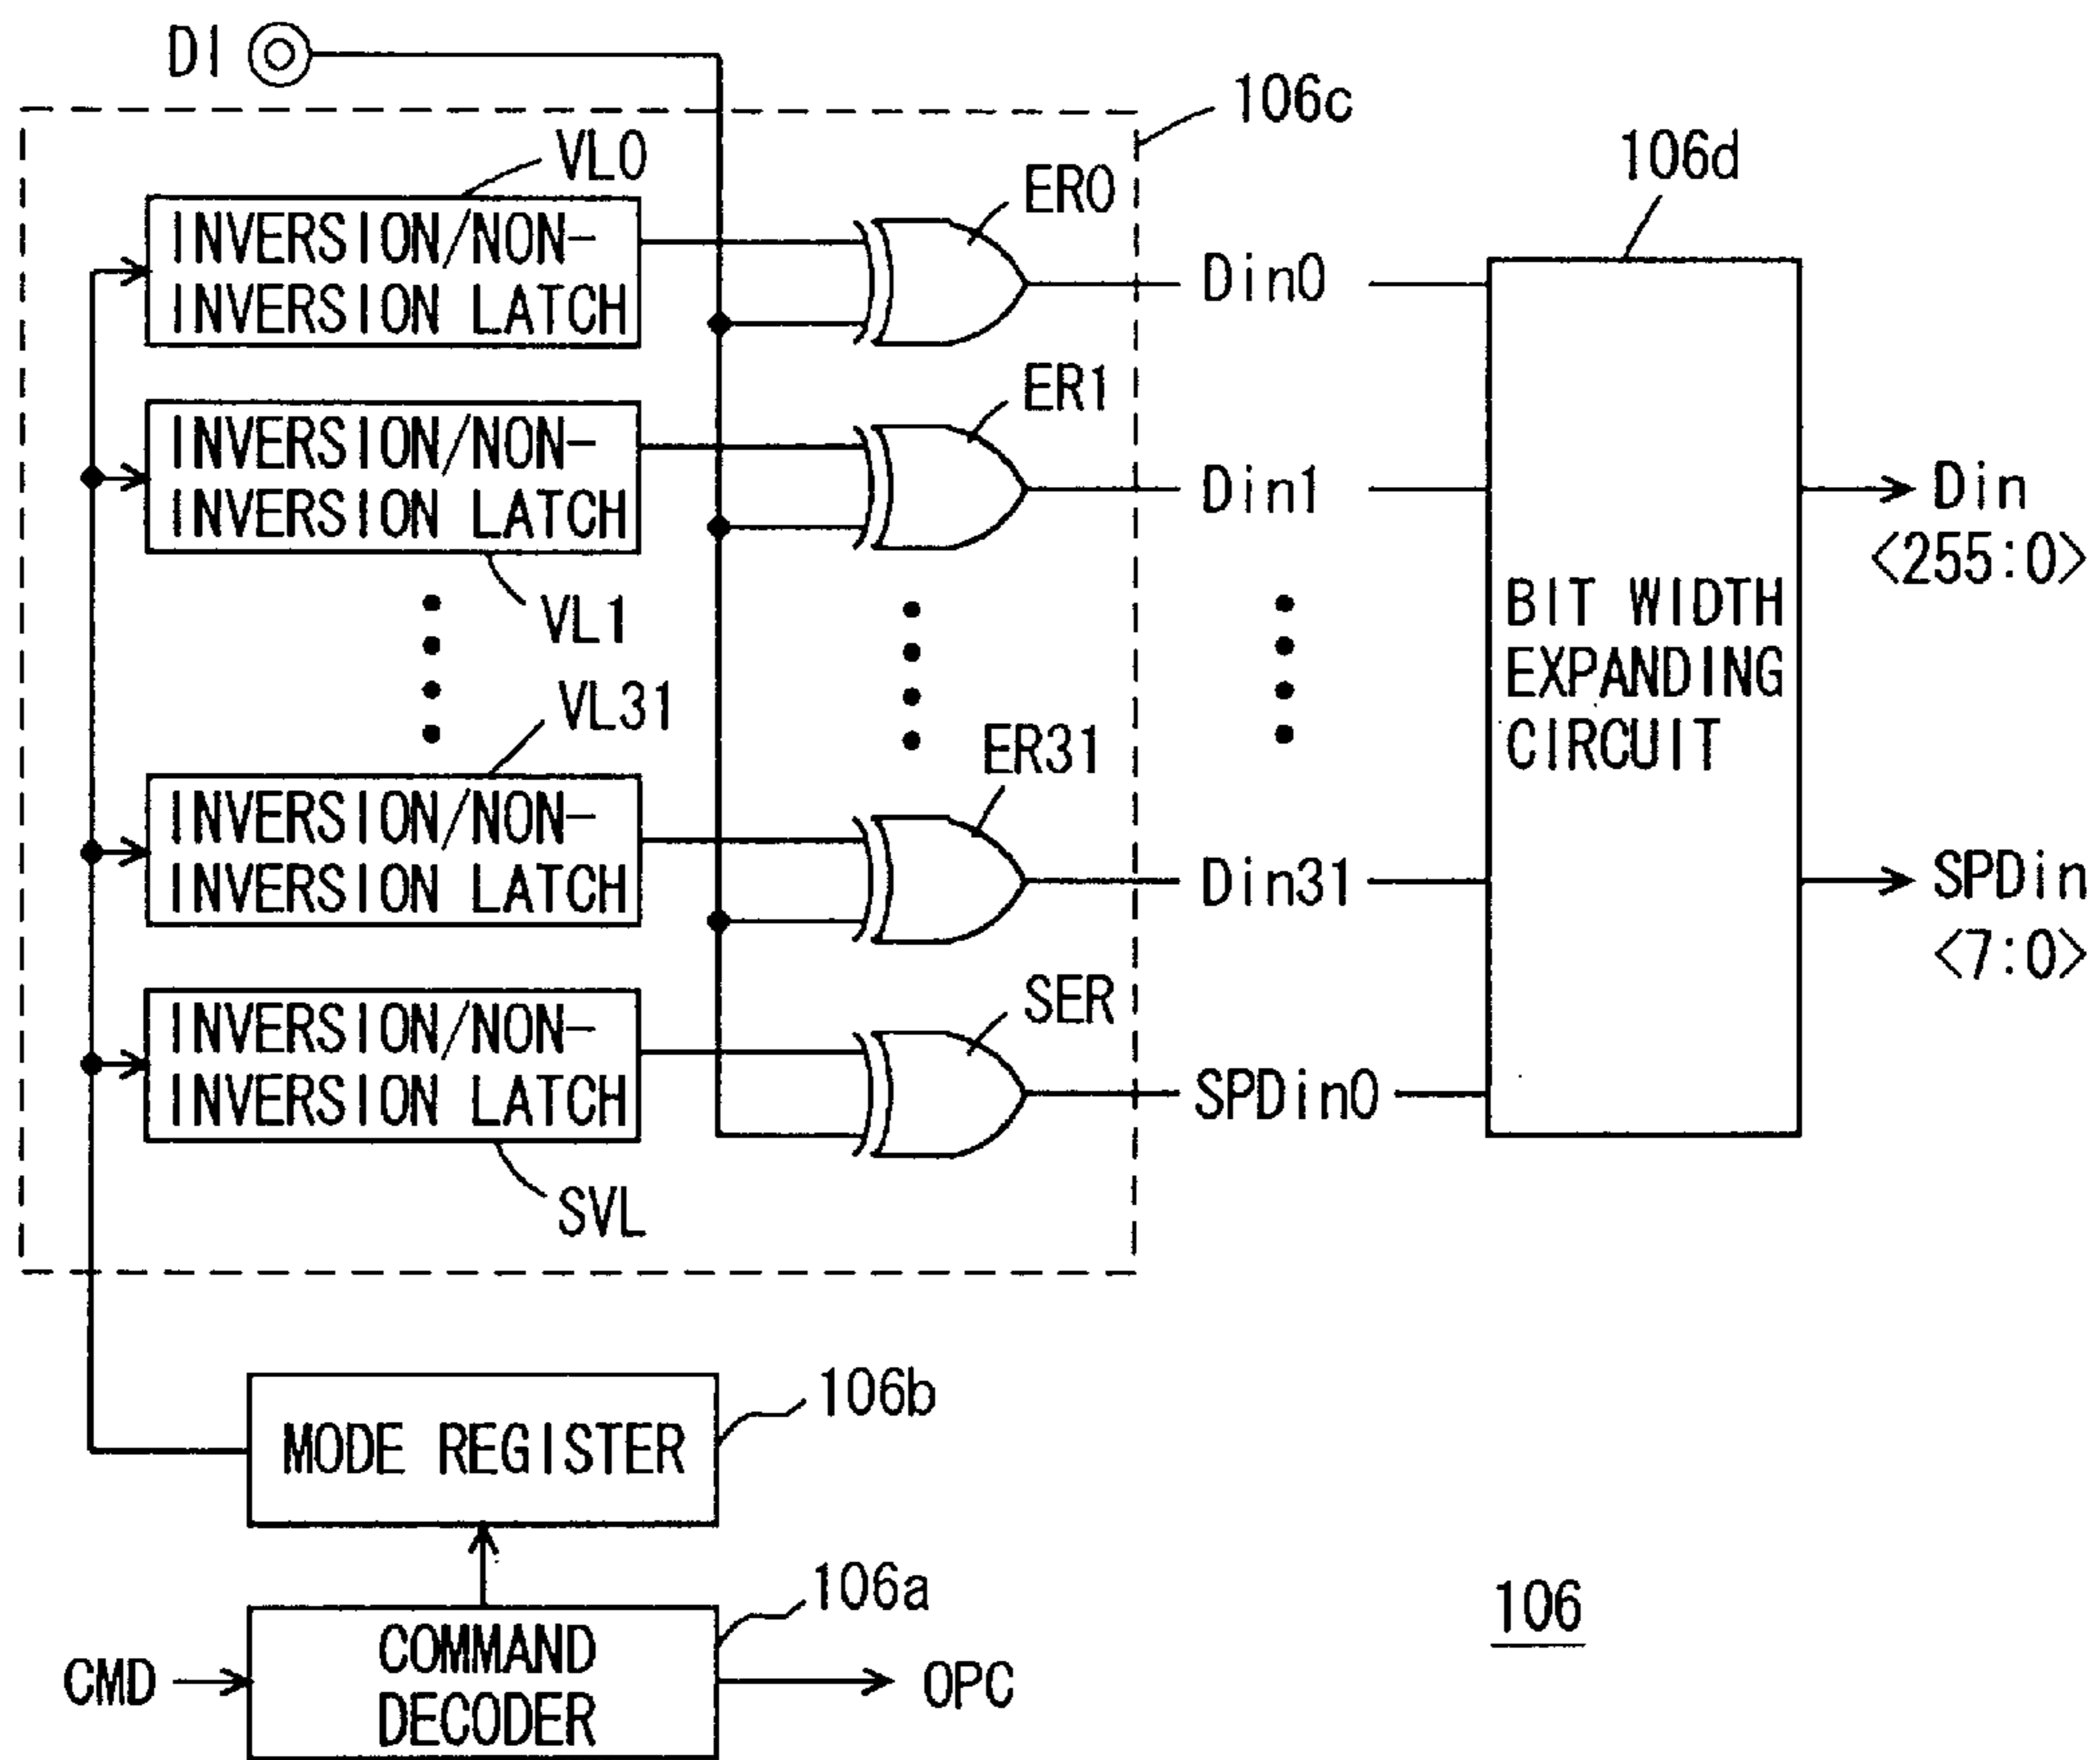 DI
106c
VL0
106d
ER0
INVERSION/NON-
INVERSION LATCH
Din0
ER1
INVERSION/NON-
INVERSION LATCH
Din1
Din
<255:0>
VL1
BIT WIDTH
EXPANDING
CIRCUIT
VL31
ER31
INVERSION/NON-
INVERSION LATCH
Din31
SPDin
<7:0>
SER
INVERSION/NON-
INVERSION LATCH
SPDin0
SVL
106b
MODE REGISTER
106a
106
CMD
COMMAND
DECODER
OPC